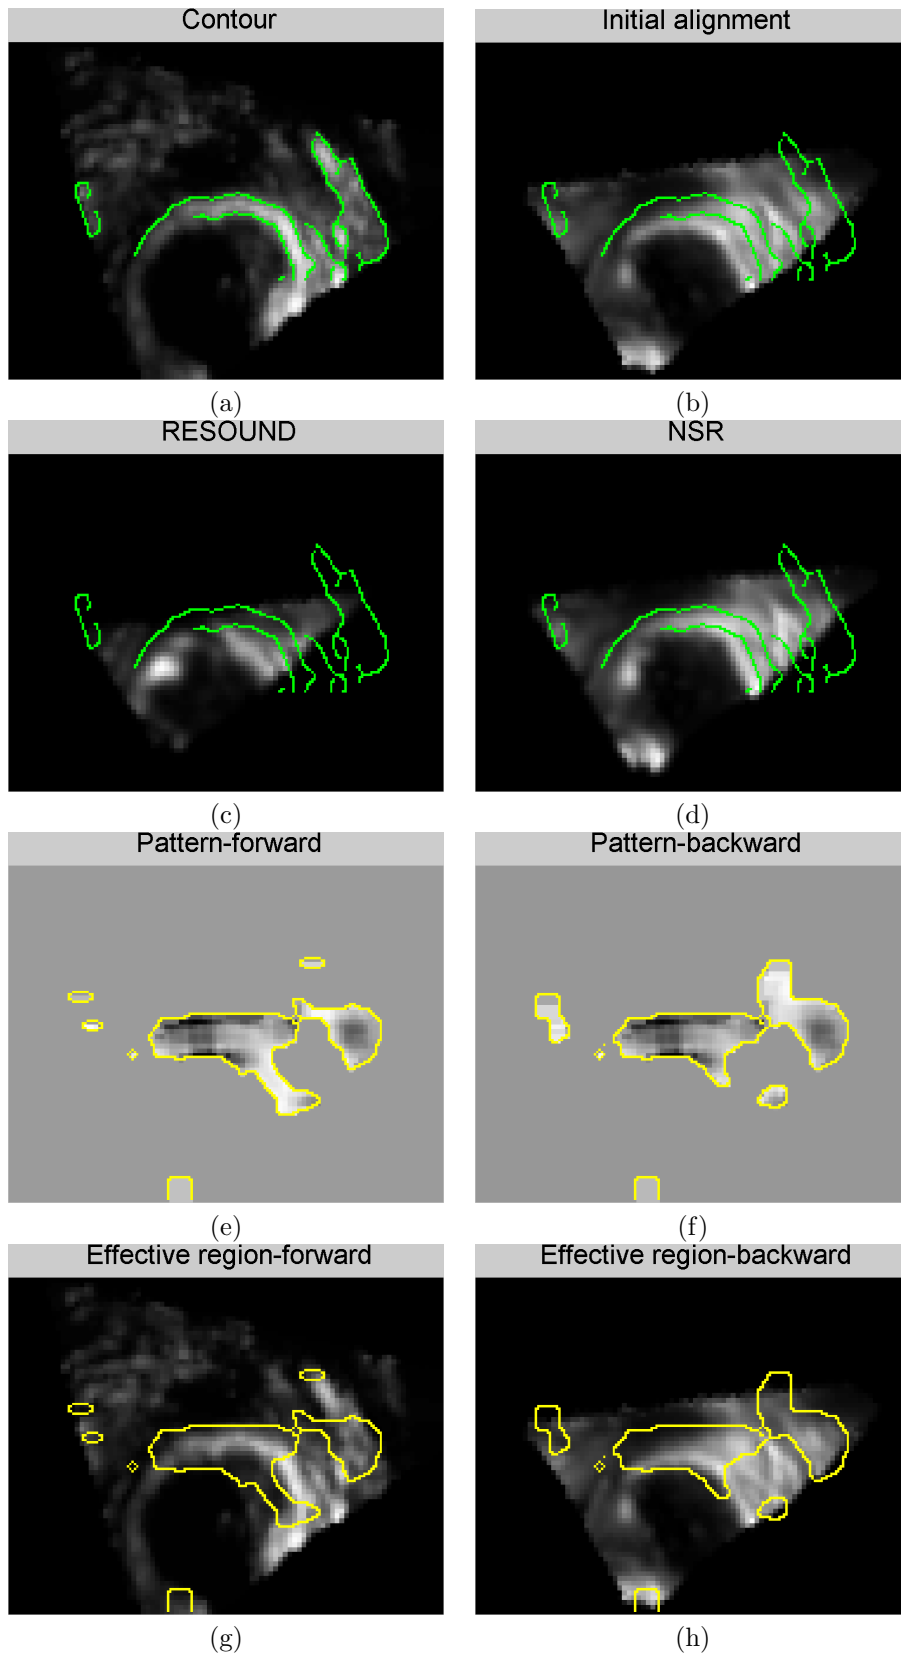 Contour
Initial alignment
(a)
(b)
RESOUND
NSR
(c)
(d)
Pattern-forward
Pattern-backward
(e)
(f)
Effective region-forward
Effective region-backward
(g)
(h)